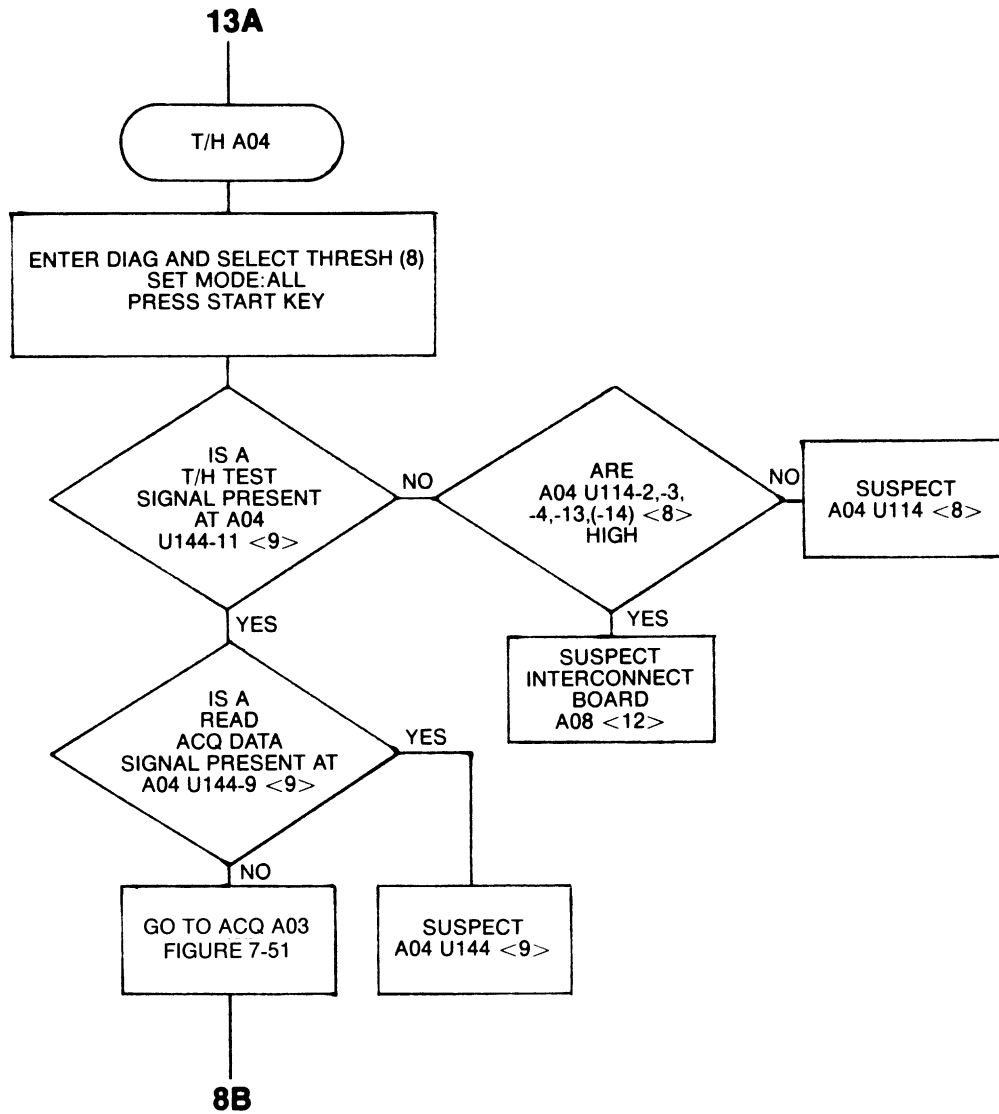 13A
T/H A04
ENTER DIAG AND SELECT THRESH (8)
SET MODE:ALL
PRESS START KEY
IS A
T/H TEST
SIGNAL PRESENT
AT A04
U144-11 <9>
NO
ARE
A04 U114-2,-3,
-4,-13,(-14) <8>
HIGH
NO
SUSPECT
A04 U114 <8>
YES
YES
SUSPECT
INTERCONNECT
BOARD
A08 <12>
IS A
READ
ACQ DATA
SIGNAL PRESENT AT
A04 U144-9 <9>
YES
NO
GO TO ACQ A03
FIGURE 7-51
SUSPECT
A04 U144 <9>
8B